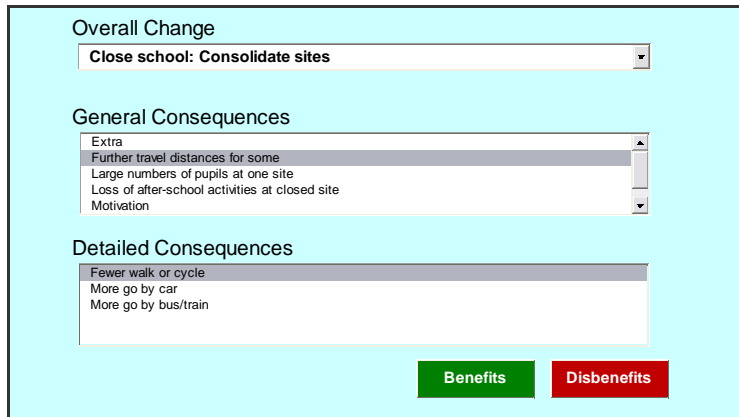 Overall Change
Close school: Consolidate sites
General Consequences
Extra
Further travel distances for some
Large numbers of pupils at one site
Loss of after-school activities at closed site
Motivation
Detailed Consequences
Fewer walk or cycle
More go by car
More go by bus/train
Benefits Disbenefits